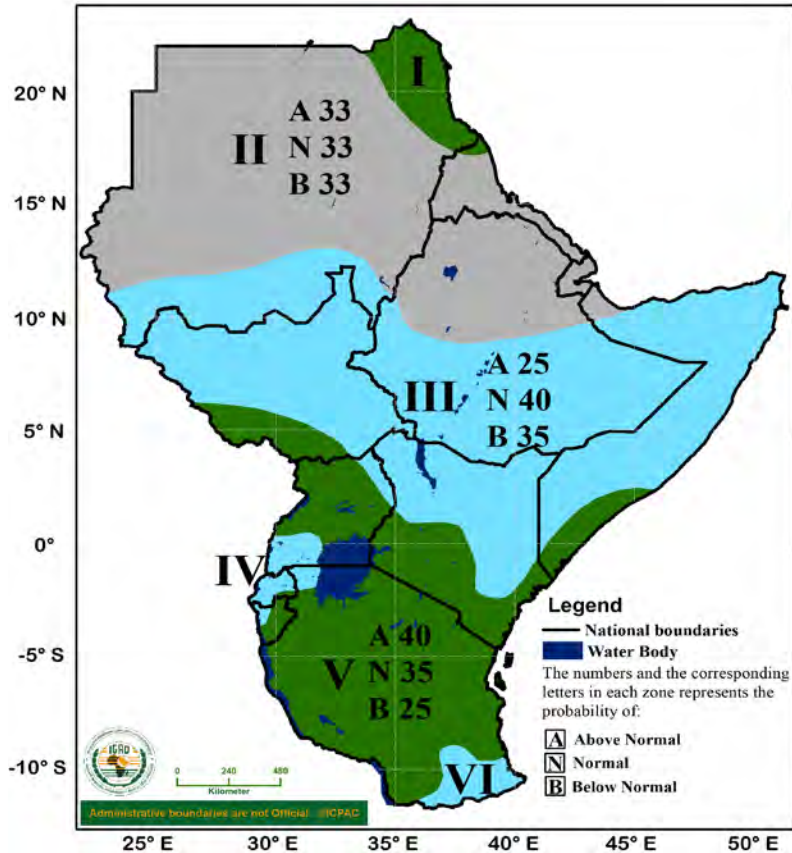 I
20° N
A 33
II N 33
B 33
15° N
10° N
A 25
III N 40
B 35
5° N
0°
IV
Legend
National boundaries
Water Body
The numbers and the corresponding
letters in each zone represents the
probability of:
A Above Normal
N Normal
B Below Normal
A 40
V N 35
B 25
-5° S
IGAD
0 240 480
Kilometer
-10° S
VI
Administrative boundaries are not Official @ICPAC
25° E 30° E 35° E 40° E 45° E 50° E